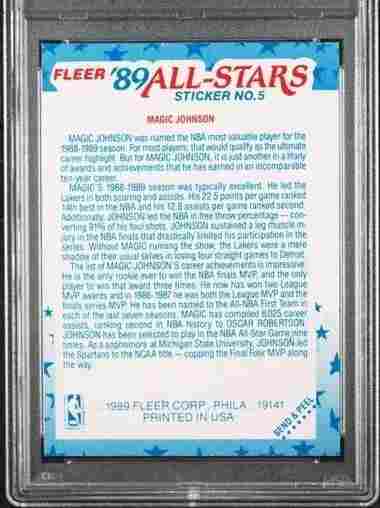 FLEER '89 ALL-STARS
STICKER NO. 5
MAGIC JOHNSON
MAGIC JOHNSON was named the NBA most valuable player for the
1988-1989 season. For most players, that would qualify as the ultimate
career highlight. But for MAGIC JOHNSON, it is just another in a litany
of awards and achievements that he has earned in an incomparable
ten-year career.
MAGIC'S 1988-1989 season was typically excellent. He led the
Lakers in both scoring and assists. His 22.5 points per game ranked
14th best in the NBA and his 12.8 assists per game ranked second.
Additionally, JOHNSON led the NBA in free throw percentage — con-
verting 91% of his foul shots. JOHNSON sustained a leg muscle in-
jury in the finals that drastically limited his participation in the
series. Without MAGIC running the show, the Lakers were a mere
shadow of their usual selves in losing four straight games to Detroit.
The list of MAGIC JOHNSON'S career achievements is impressive.
He is the only rookie ever to win the NBA finals MVP, and the only
player to win that award three times. He now has won two League
MVP awards and in 1986-1987 he was both the League MVP and the
finals series MVP. He has been named to the All-NBA First Team in
each of the last seven seasons. MAGIC has compiled 8,025 career
assists, ranking second in NBA history to OSCAR ROBERTSON.
JOHNSON has been selected to play in the NBA All-Star Game nine
times. As a sophomore at Michigan State University, JOHNSON led
the Spartans to the NCAA title — copping the Final Four MVP along
the way.
1989 FLEER CORP. PHILA. 19141
PRINTED IN USA
BEND & PEEL
NBA